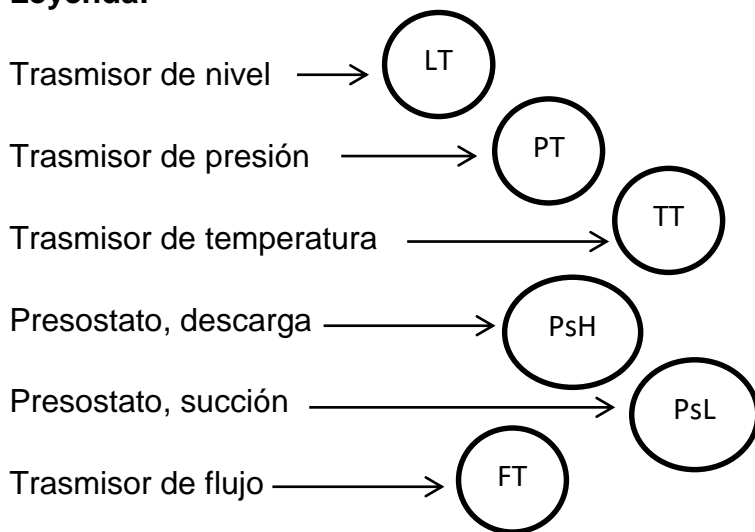 Leyenda:
Trasmisor de nivel LT
Trasmisor de presión PT
Trasmisor de temperatura TT
Presostato, descarga PsH
Presostato, succión PsL
Trasmisor de flujo FT